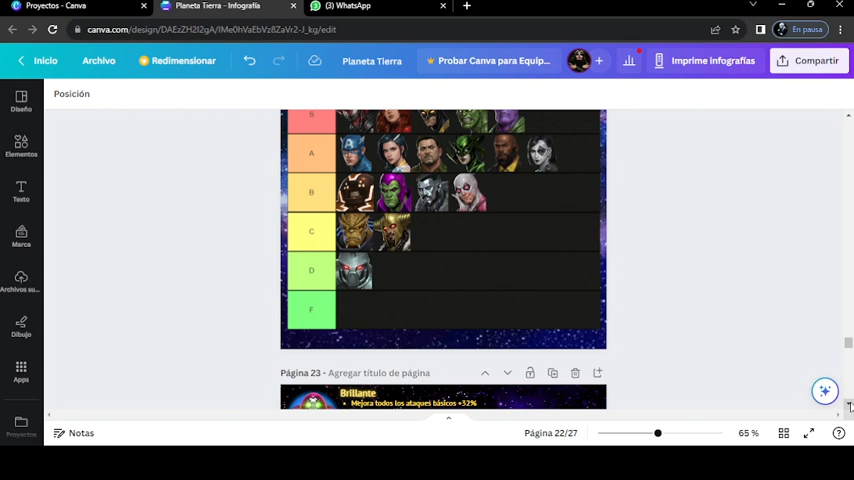 Proyectos - Canva
Planeta Tierra - Infografía
(3) WhatsApp
canva.com/design/DAEzZH2I2gA/IMe0hVaEbVz8ZaVr2-J_kg/edit
En pausa
Inicio
Archivo
Redimensionar
Planeta Tierra
Probar Canva para Equip...
Imprime infografías
Compartir
Posición
Diseño
Elementos
Texto
Marca
Archivos su...
Dibujo
Apps
Proyectos
S
A
B
C
D
F
Página 23 - Agregar título de página
Brillante
• Mejora todos los ataques básicos +32%
Notas
Página 22/27
65 %